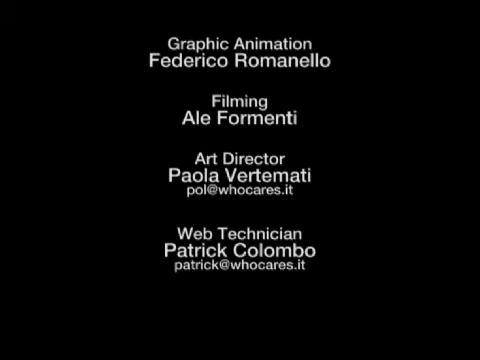 Graphic Animation
Federico Romanello
Filming
Ale Formenti
Art Director
Paola Vertemati
pol@whocares.it
Web Technician
Patrick Colombo
patrick@whocares.it